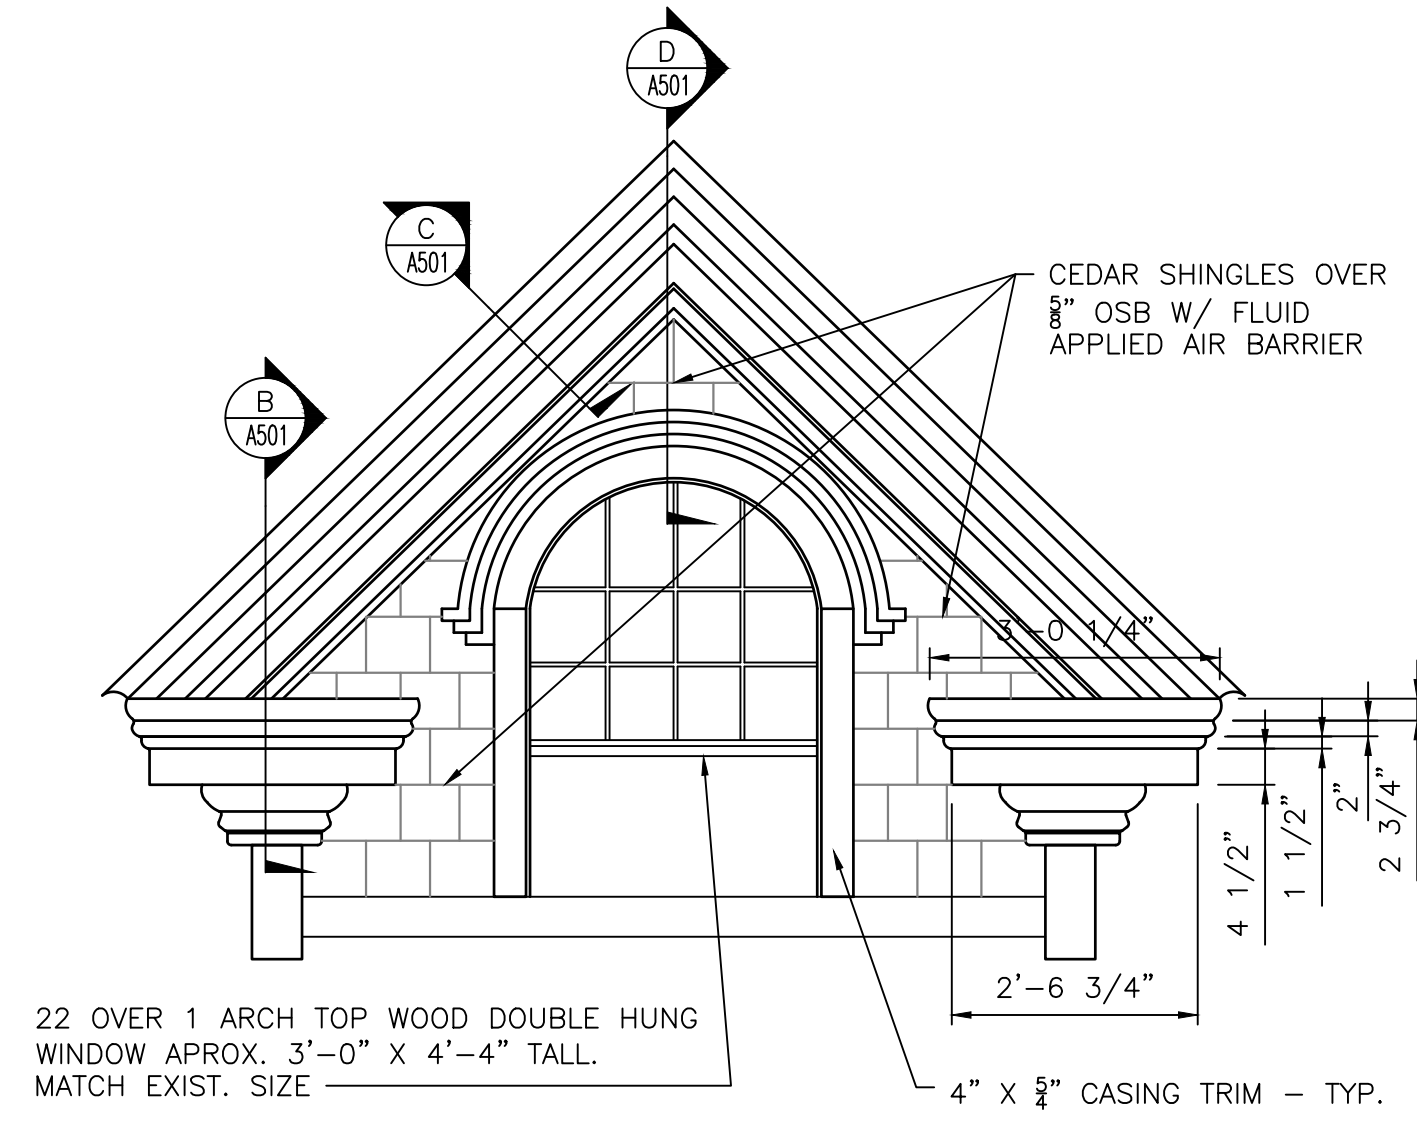 D
A501
C
A501
B
A501
CEDAR SHINGLES OVER
5/8" OSB W/ FLUID
APPLIED AIR BARRIER
3'-0 1/4"
2"
2 3/4"
1 1/2"
4 1/2"
2'-6 3/4"
22 OVER 1 ARCH TOP WOOD DOUBLE HUNG
WINDOW APROX. 3'-0" X 4'-4" TALL.
MATCH EXIST. SIZE
4" X 5/4" CASING TRIM - TYP.